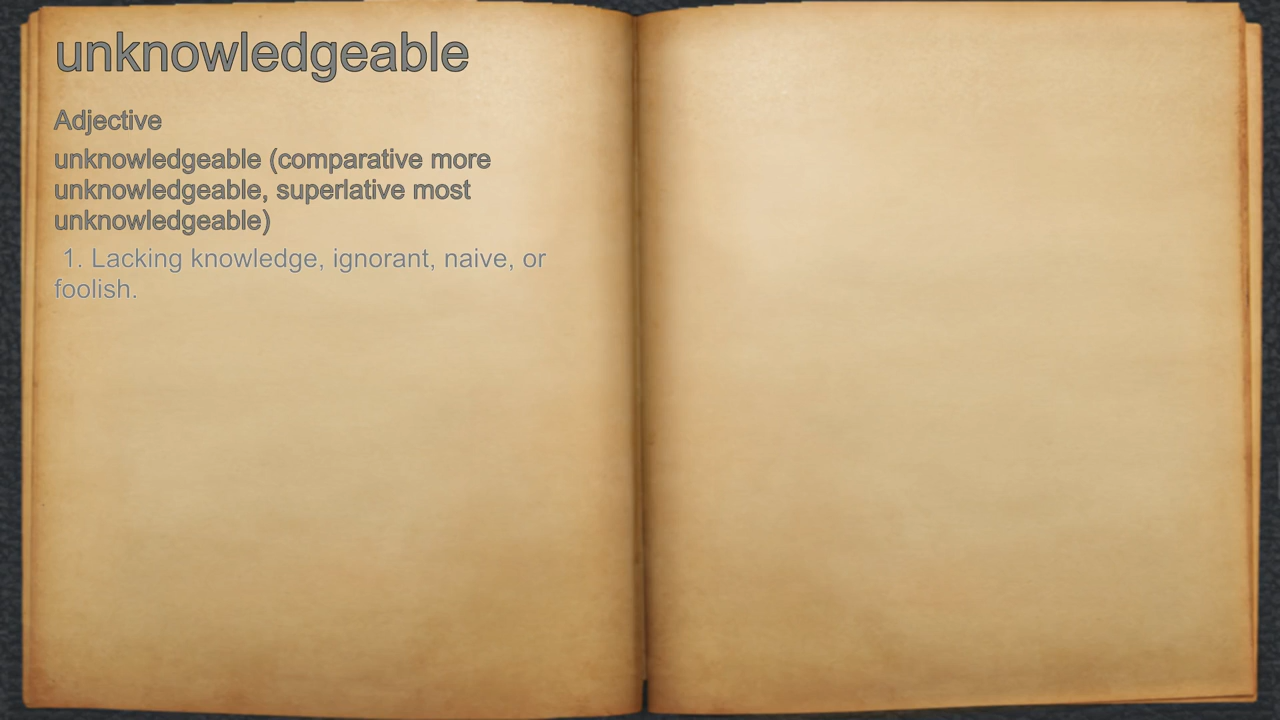 unknowledgeable
Adjective
unknowledgeable (comparative more
unknowledgeable, superlative most
unknowledgeable)
1. Lacking knowledge, ignorant, naive, or
foolish.